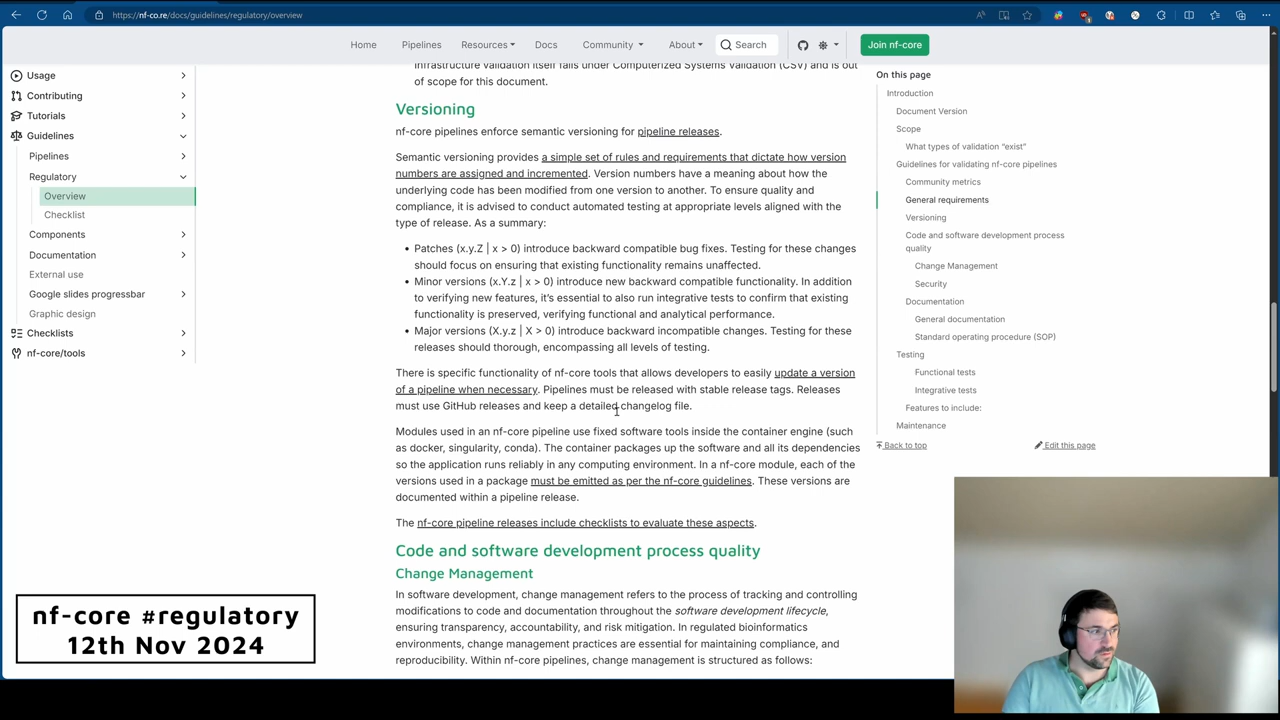 https://nf-co.re/docs/guidelines/regulatory/overview
Home
Pipelines
Resources
Docs
Community
About
Search
Join nf-core
Usage
Contributing
Tutorials
Guidelines
Pipelines
Regulatory
Overview
Checklist
Components
Documentation
External use
Google slides progressbar
Graphic design
Checklists
nf-core/tools
infrastructure validation itself falls under Computerized Systems Validation (CSV) and is out
of scope for this document.
Versioning
nf-core pipelines enforce semantic versioning for pipeline releases.
Semantic versioning provides a simple set of rules and requirements that dictate how version
numbers are assigned and incremented. Version numbers have a meaning about how the
underlying code has been modified from one version to another. To ensure quality and
compliance, it is advised to conduct automated testing at appropriate levels aligned with the
type of release. As a summary:
• Patches (x.y.Z | x > 0) introduce backward compatible bug fixes. Testing for these changes
should focus on ensuring that existing functionality remains unaffected.
• Minor versions (x.Y.z | x > 0) introduce new backward compatible functionality. In addition
to verifying new features, it's essential to also run integrative tests to confirm that existing
functionality is preserved, verifying functional and analytical performance.
• Major versions (X.y.z | X > 0) introduce backward incompatible changes. Testing for these
releases should thorough, encompassing all levels of testing.
There is specific functionality of nf-core tools that allows developers to easily update a version
of a pipeline when necessary. Pipelines must be released with stable release tags. Releases
must use GitHub releases and keep a detailed changelog file.
Modules used in an nf-core pipeline use fixed software tools inside the container engine (such
as docker, singularity, conda). The container packages up the software and all its dependencies
so the application runs reliably in any computing environment. In a nf-core module, each of the
versions used in a package must be emitted as per the nf-core guidelines. These versions are
documented within a pipeline release.
The nf-core pipeline releases include checklists to evaluate these aspects.
Code and software development process quality
Change Management
In software development, change management refers to the process of tracking and controlling
modifications to code and documentation throughout the software development lifecycle,
ensuring transparency, accountability, and risk mitigation. In regulated bioinformatics
environments, change management practices are essential for maintaining compliance, and
reproducibility. Within nf-core pipelines, change management is structured as follows:
On this page
Introduction
Document Version
Scope
What types of validation "exist"
Guidelines for validating nf-core pipelines
Community metrics
General requirements
Versioning
Code and software development process
quality
Change Management
Security
Documentation
General documentation
Standard operating procedure (SOP)
Testing
Functional tests
Integrative tests
Features to include:
Maintenance
Back to top
Edit this page
nf-core #regulatory
12th Nov 2024